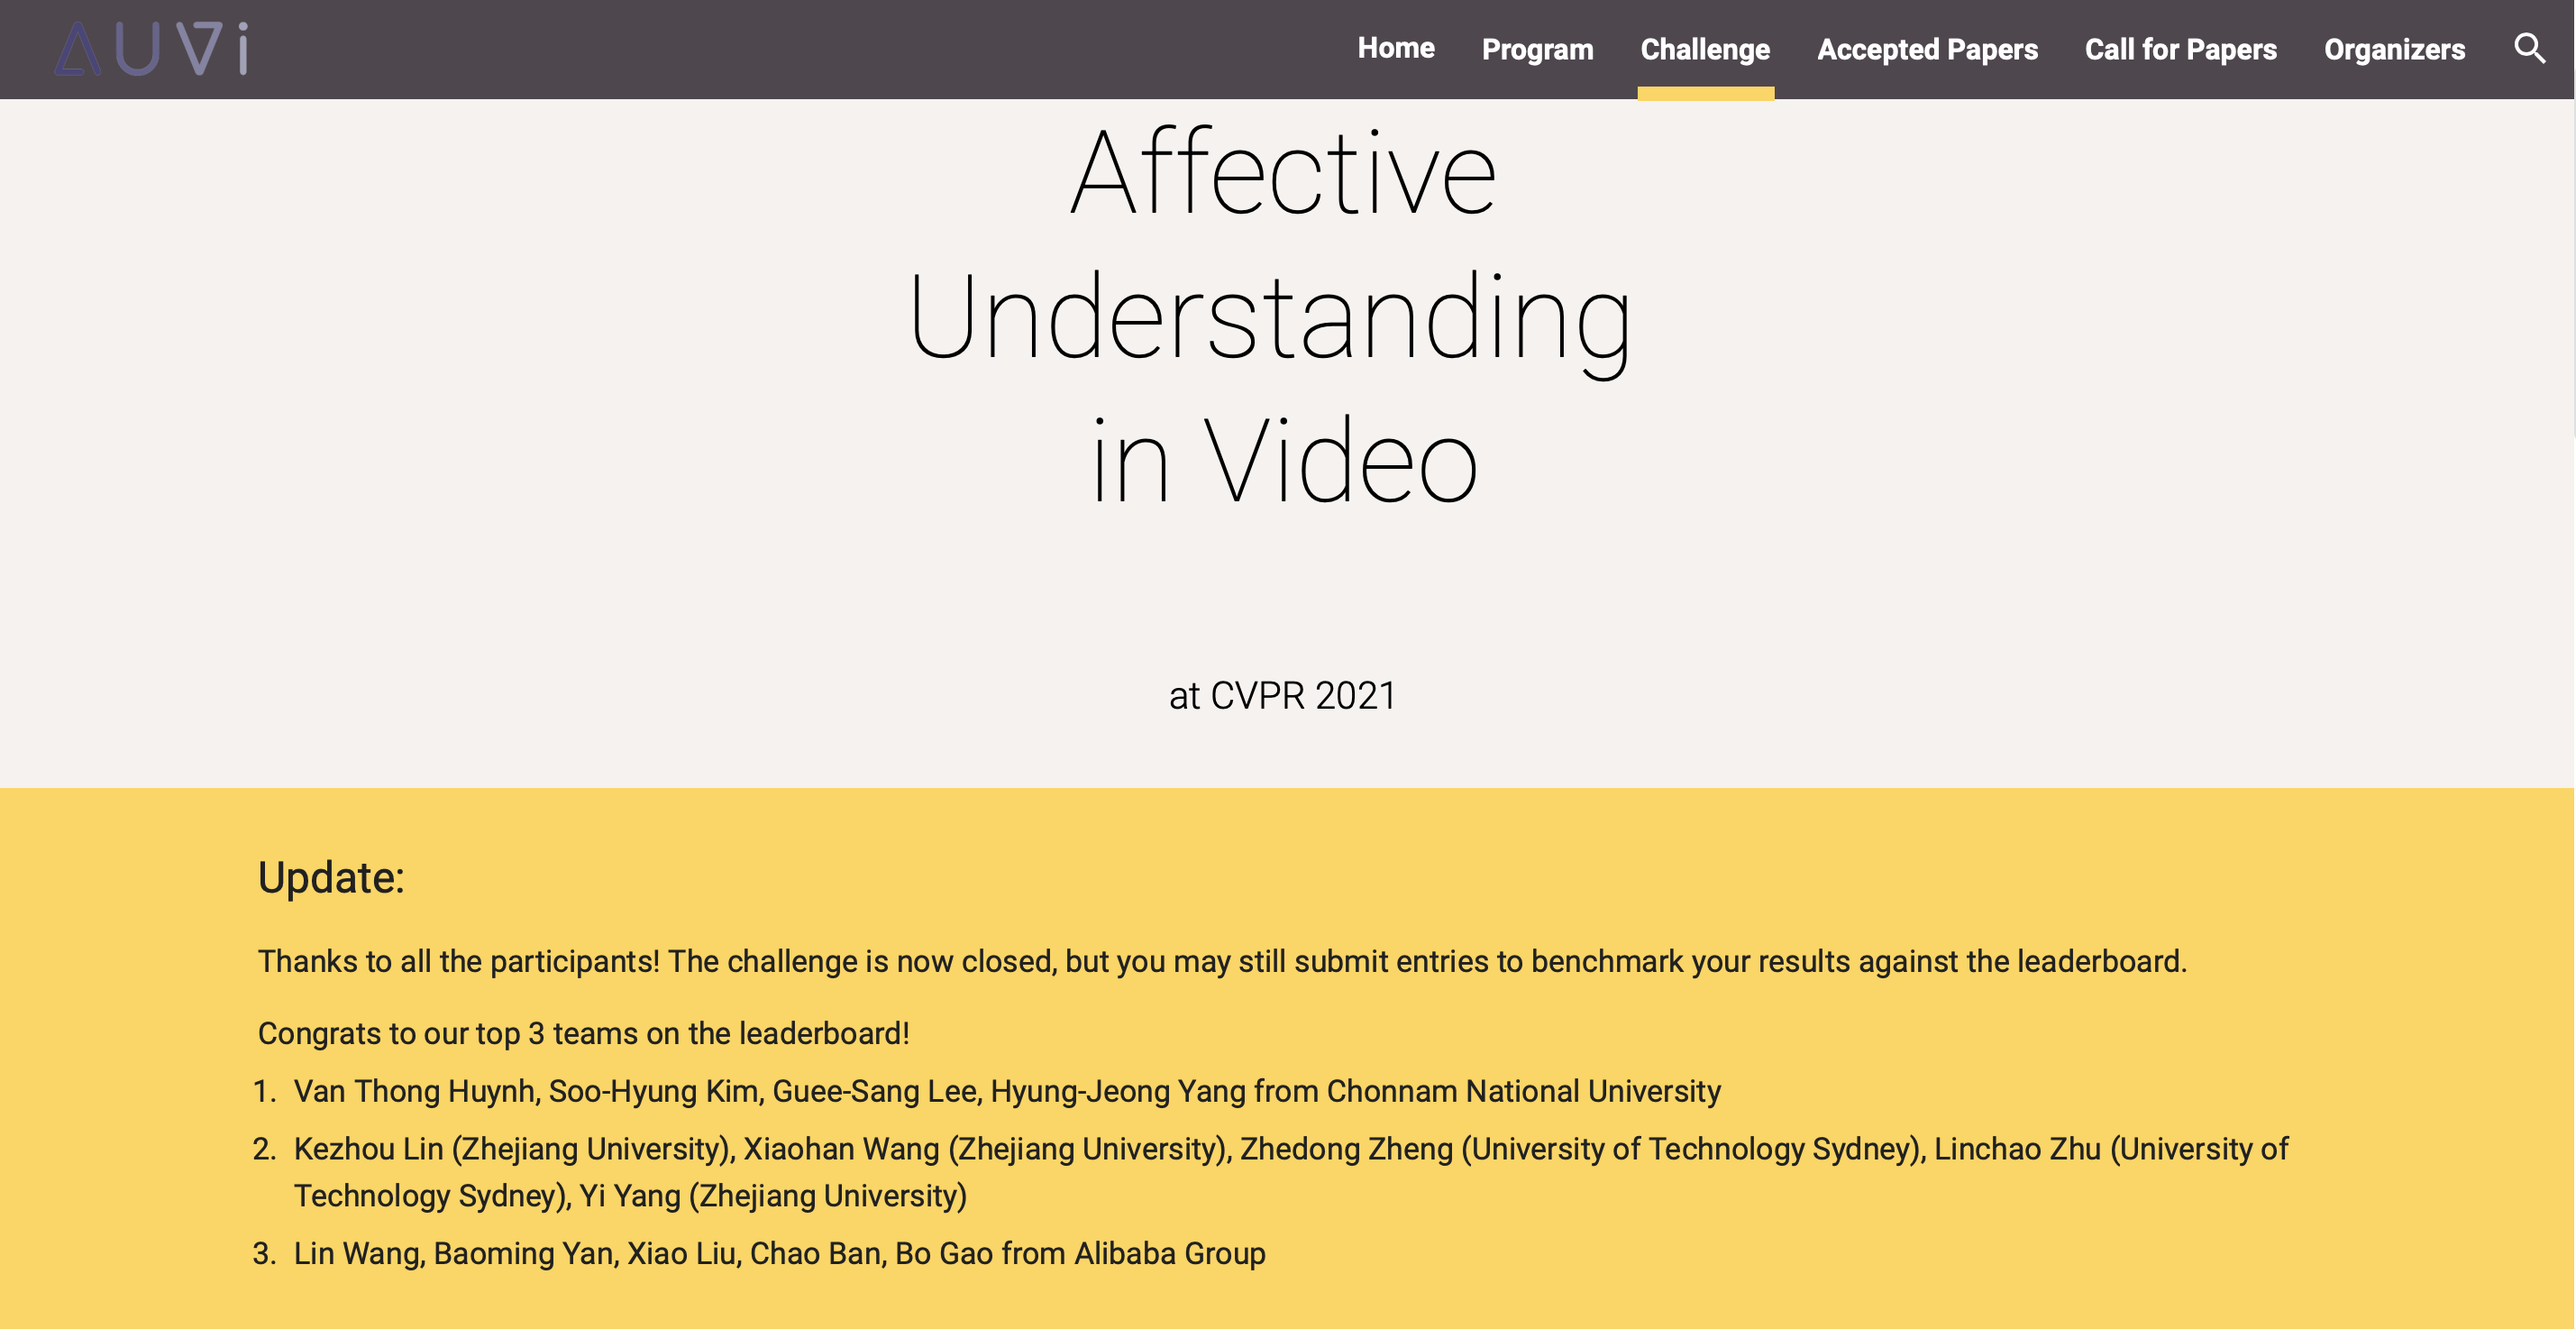 AUVi
Home Program Challenge Accepted Papers Call for Papers Organizers
Affective
Understanding
in Video
at CVPR 2021
Update:
Thanks to all the participants! The challenge is now closed, but you may still submit entries to benchmark your results against the leaderboard.
Congrats to our top 3 teams on the leaderboard!
1. Van Thong Huynh, Soo-Hyung Kim, Guee-Sang Lee, Hyung-Jeong Yang from Chonnam National University
2. Kezhou Lin (Zhejiang University), Xiaohan Wang (Zhejiang University), Zhedong Zheng (University of Technology Sydney), Linchao Zhu (University of
Technology Sydney), Yi Yang (Zhejiang University)
3. Lin Wang, Baoming Yan, Xiao Liu, Chao Ban, Bo Gao from Alibaba Group